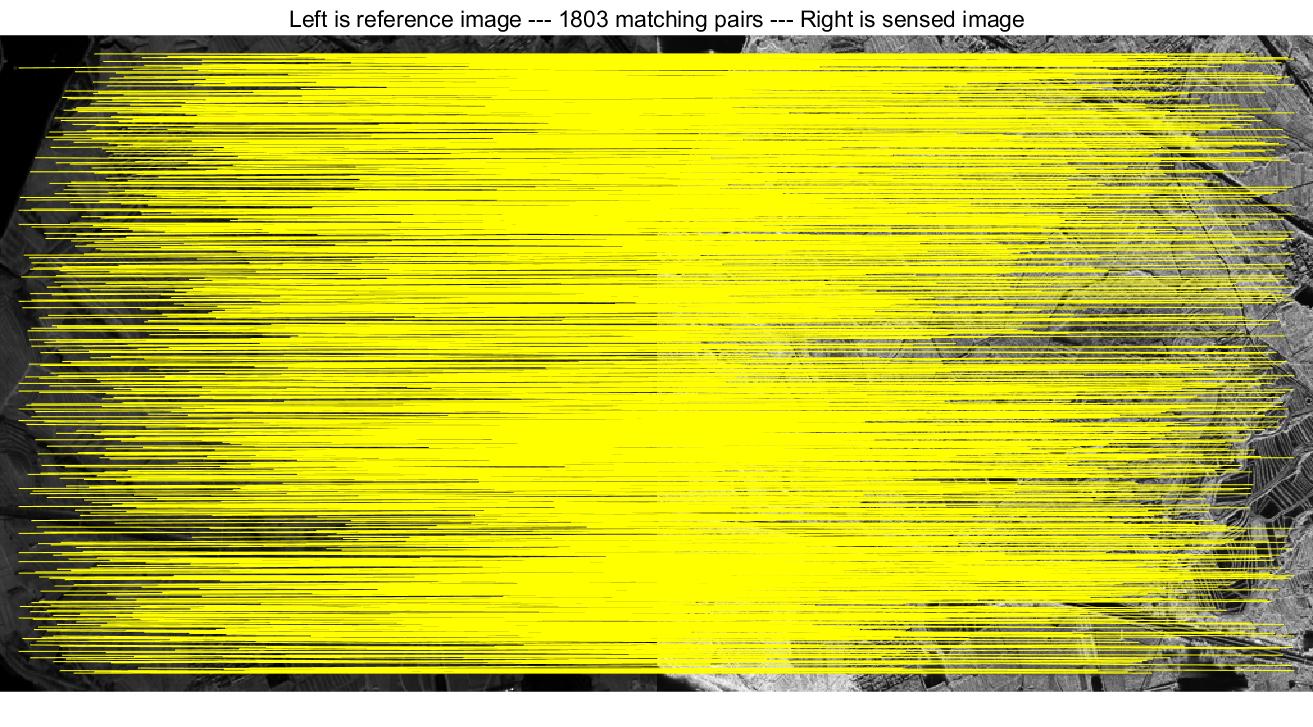 Left is reference image --- 1803 matching pairs --- Right is sensed image